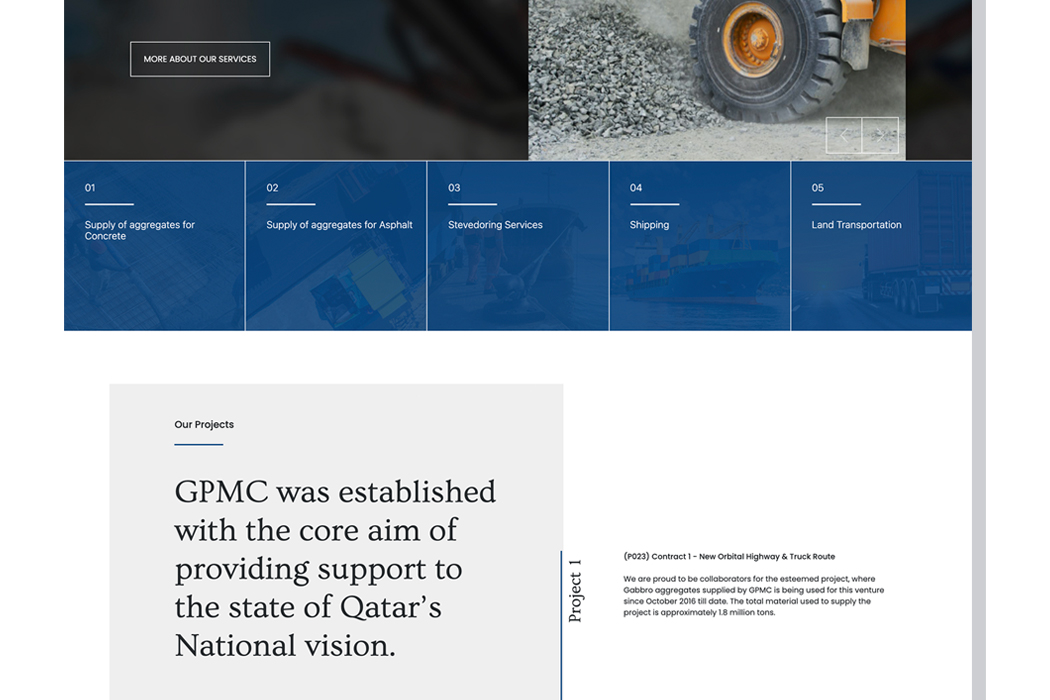 MORE ABOUT OUR SERVICES
01
Supply of aggregates for
Concrete
02
Supply of aggregates for Asphalt
03
Stevedoring Services
04
Shipping
05
Land Transportation
Our Projects
GPMC was established
with the core aim of
providing support to
the state of Qatar’s
National vision.
Project 1
(P023) Contract 1 - New Orbital Highway & Truck Route
We are proud to be collaborators for the esteemed project, where
Gabbro aggregates supplied by GPMC is being used for this venture
since October 2016 till date. The total material used to supply the
project is approximately 1.8 million tons.